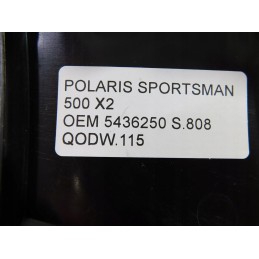 POLARIS SPORTSMAN
500 X2
OEM 5436250 S.808
QODW.115